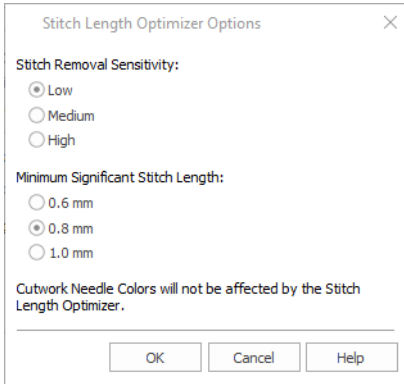 Stitch Length Optimizer Options
Stitch Removal Sensitivity:
Low
Medium
High
Minimum Significant Stitch Length:
0.6 mm
0.8 mm
1.0 mm
Cutwork Needle Colors will not be affected by the Stitch
Length Optimizer.
OK Cancel Help